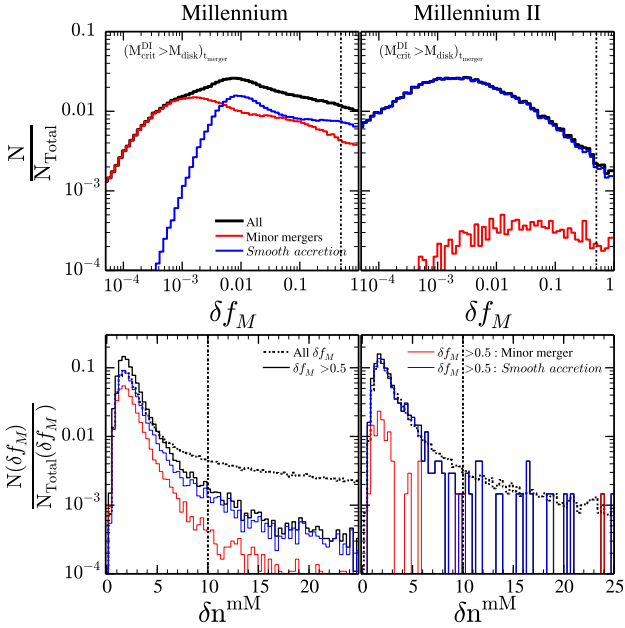 Millennium
Millennium II
0.1
0.01
10⁻³
10⁻⁴
N
N_Total
(M^DI_crit > M_disk)_t_merger
(M^DI_crit > M_disk)_t_merger
All
Minor mergers
Smooth accretion
10⁻⁴ 10⁻³ 0.01 0.1 1 10⁻⁴ 10⁻³ 0.01 0.1 1
δf_M
δf_M
0.1
0.01
10⁻³
10⁻⁴
N(δf_M)
N_Total(δf_M)
All δf_M
δf_M >0.5
δf_M >0.5 : Minor merger
δf_M >0.5 : Smooth accretion
0 5 10 15 20 0 5 10 15 20 25
δn^mM
δn^mM